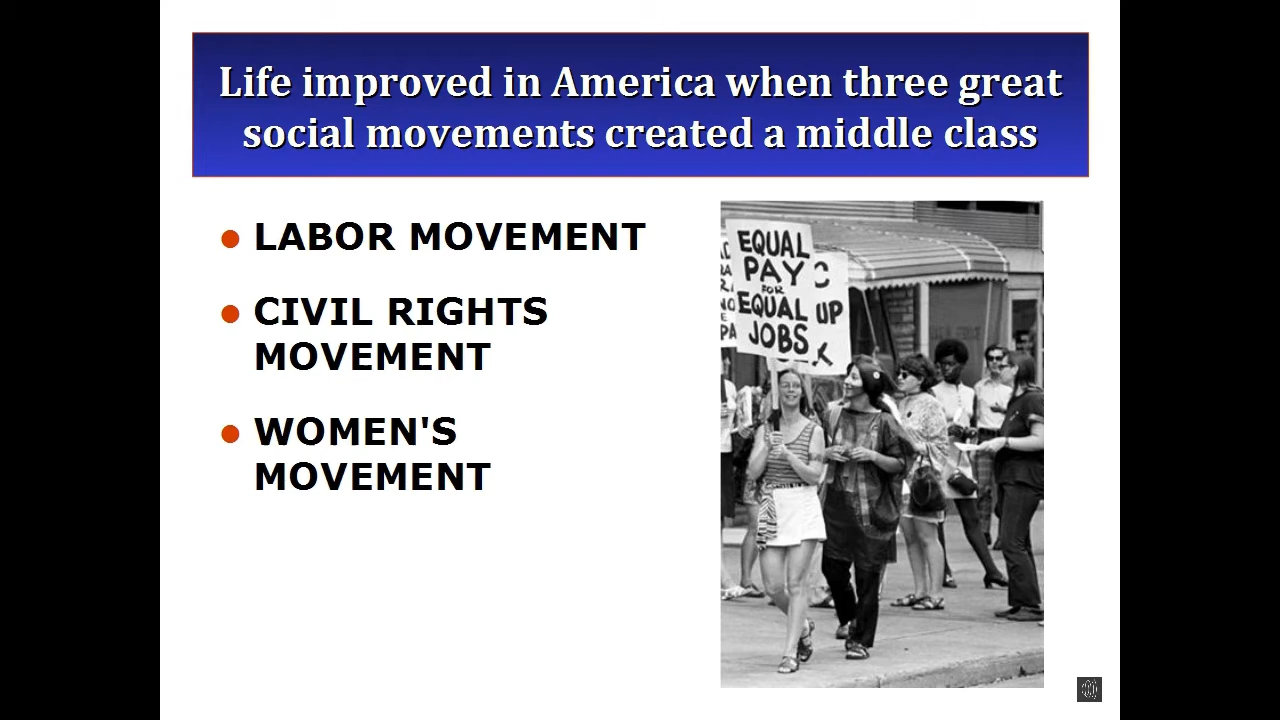 Life improved in America when three great
social movements created a middle class
LABOR MOVEMENT
CIVIL RIGHTS
MOVEMENT
WOMEN'S
MOVEMENT
EQUAL
PAY
FOR
EQUAL
JOBS
UP